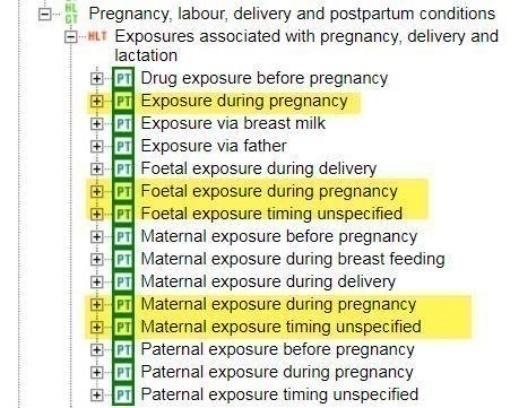 HL
GT Pregnancy, labour, delivery and postpartum conditions
HLT Exposures associated with pregnancy, delivery and
lactation
PT Drug exposure before pregnancy
PT Exposure during pregnancy
PT Exposure via breast milk
PT Exposure via father
PT Foetal exposure during delivery
PT Foetal exposure during pregnancy
PT Foetal exposure timing unspecified
PT Maternal exposure before pregnancy
PT Maternal exposure during breast feeding
PT Maternal exposure during delivery
PT Maternal exposure during pregnancy
PT Maternal exposure timing unspecified
PT Paternal exposure before pregnancy
PT Paternal exposure during pregnancy
PT Paternal exposure timing unspecified